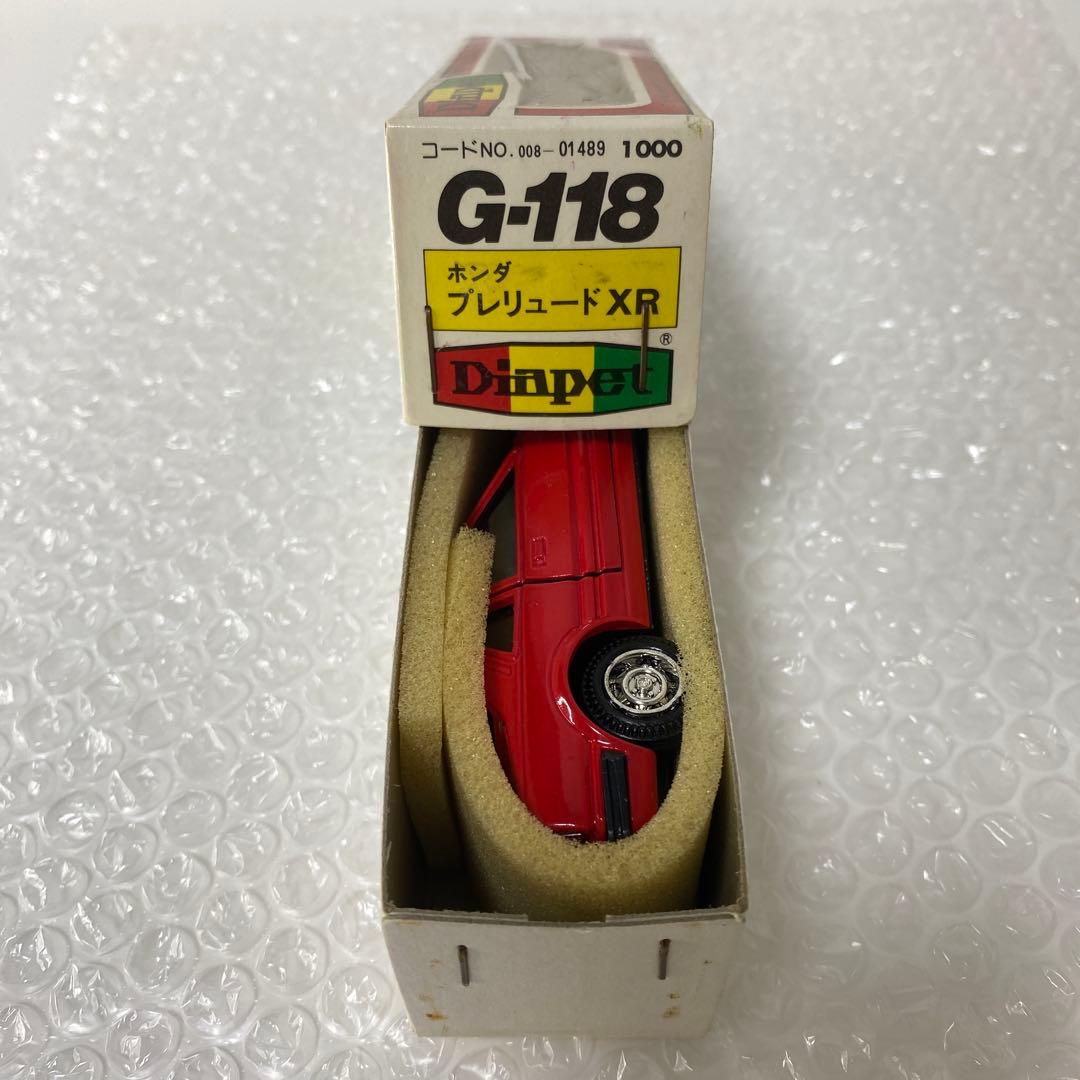 Diapet
コードNO. 008-01489 1000
G-118
ホンダ
プレリュードXR
®
Diapet